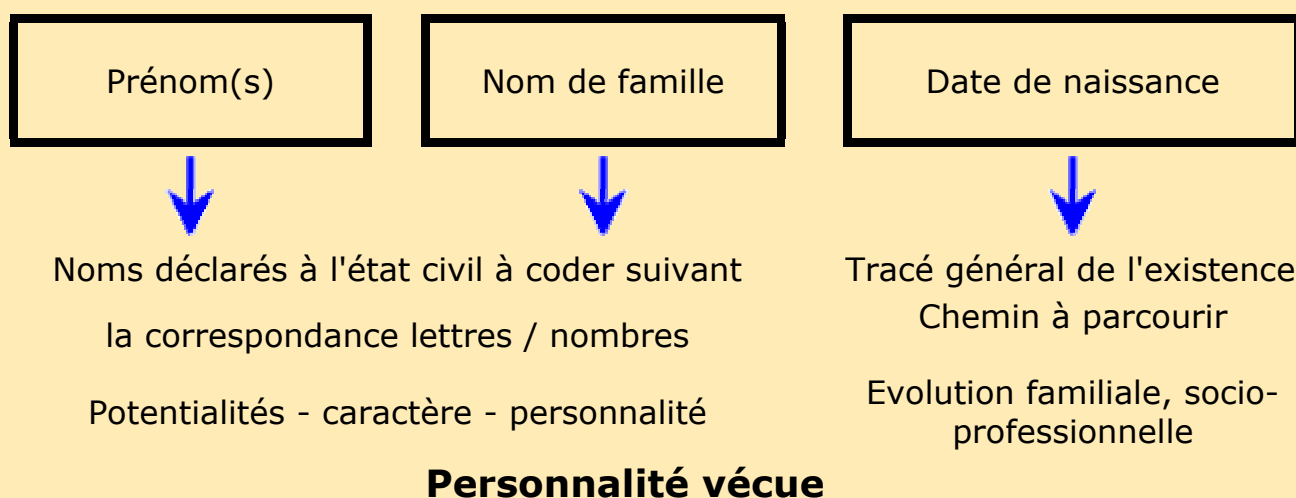 Prénom(s)
Nom de famille
Date de naissance
Noms déclarés à l'état civil à coder suivant
la correspondance lettres / nombres
Potentialités - caractère - personnalité
Tracé général de l'existence
Chemin à parcourir
Evolution familiale, socio-
professionnelle
Personnalité vécue